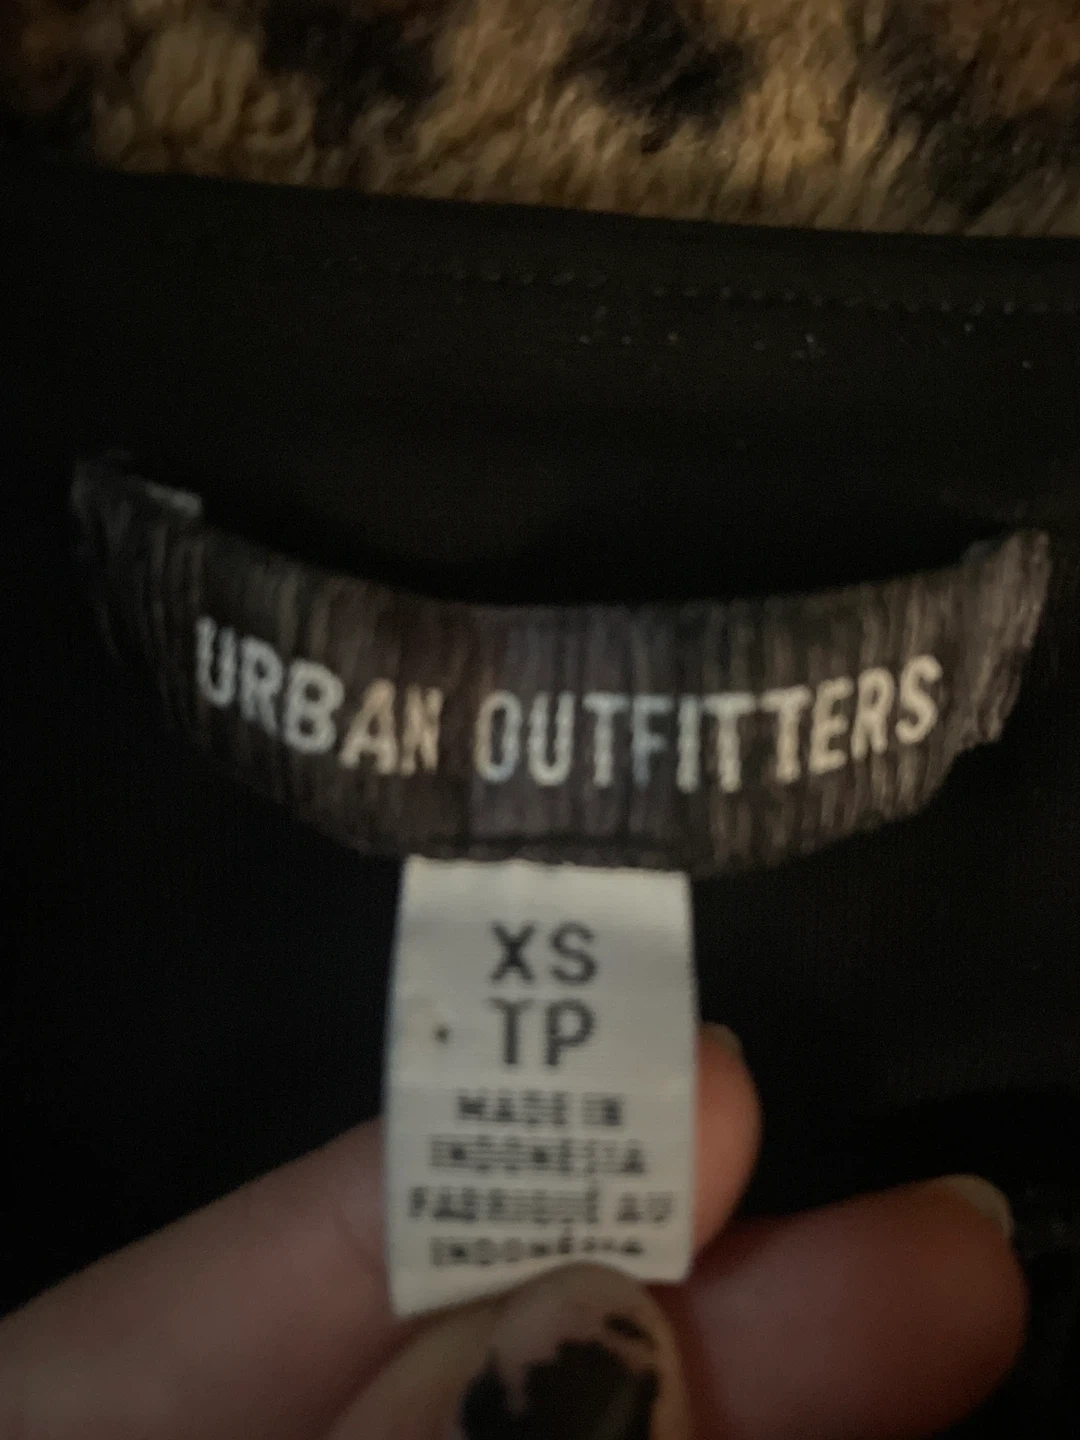 URBAN OUTFITTERS
XS
TP
MADE IN
INDONESIA
FABRIQUÉ AU
INDONÉSIA